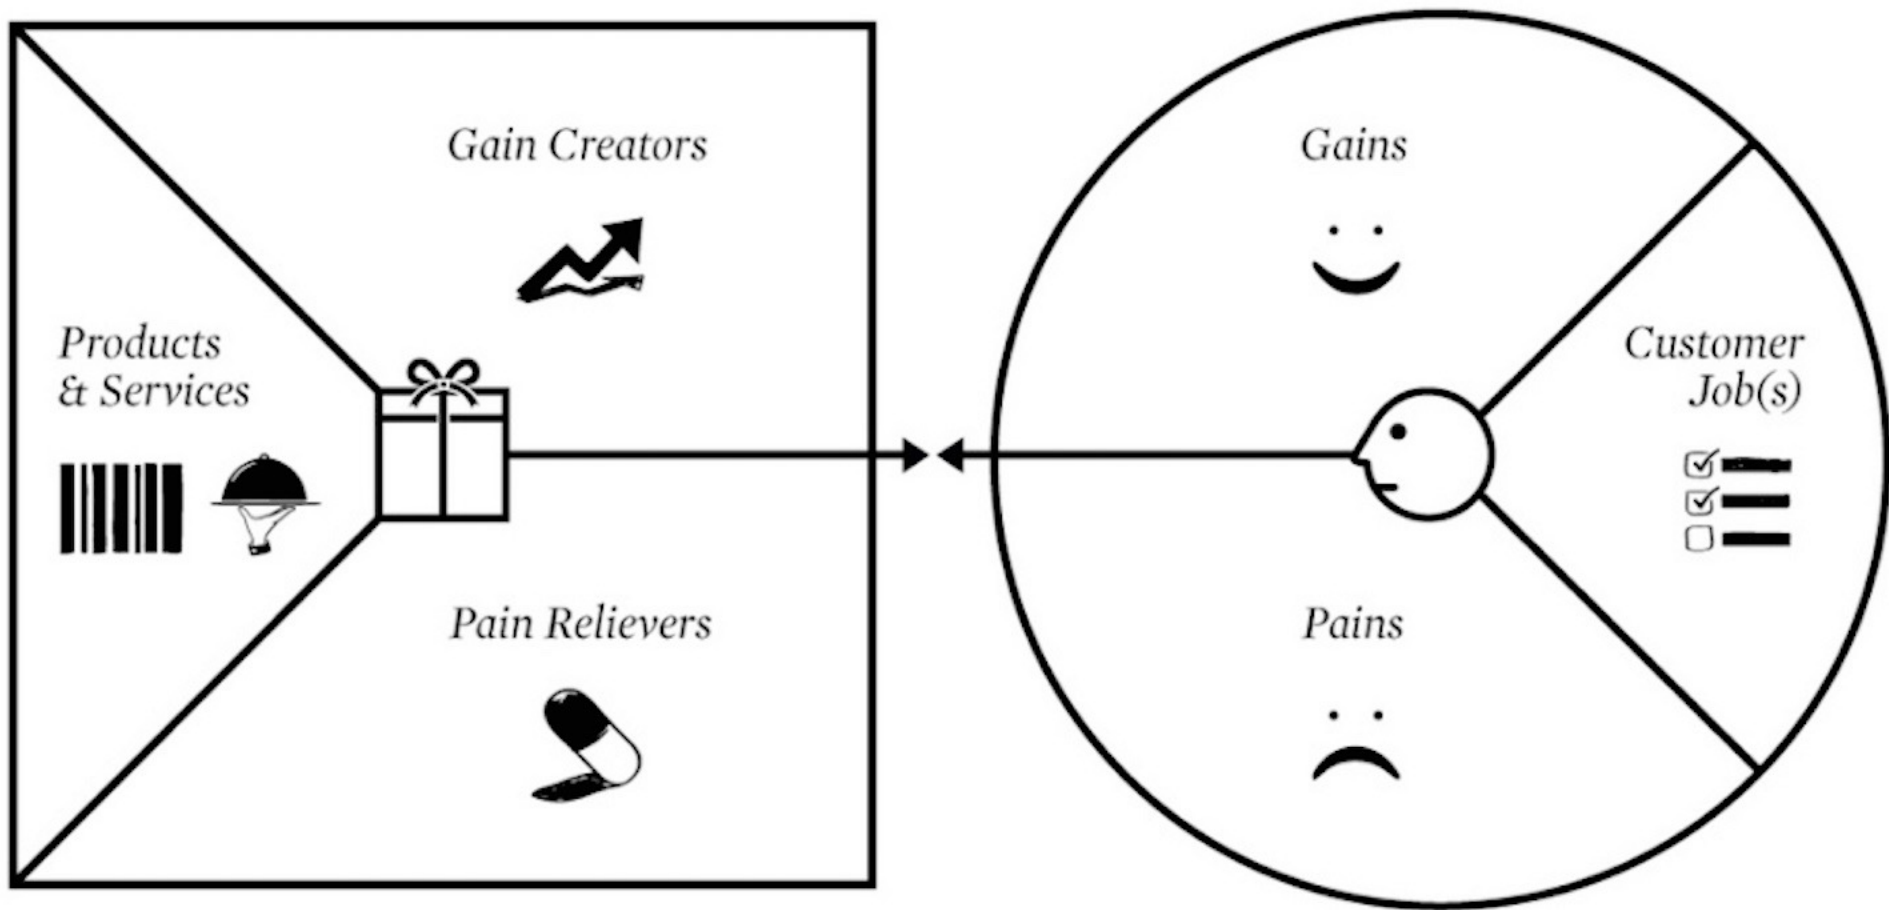 Gain Creators
Products
& Services
Pain Relievers
Gains
Customer
Job(s)
Pains